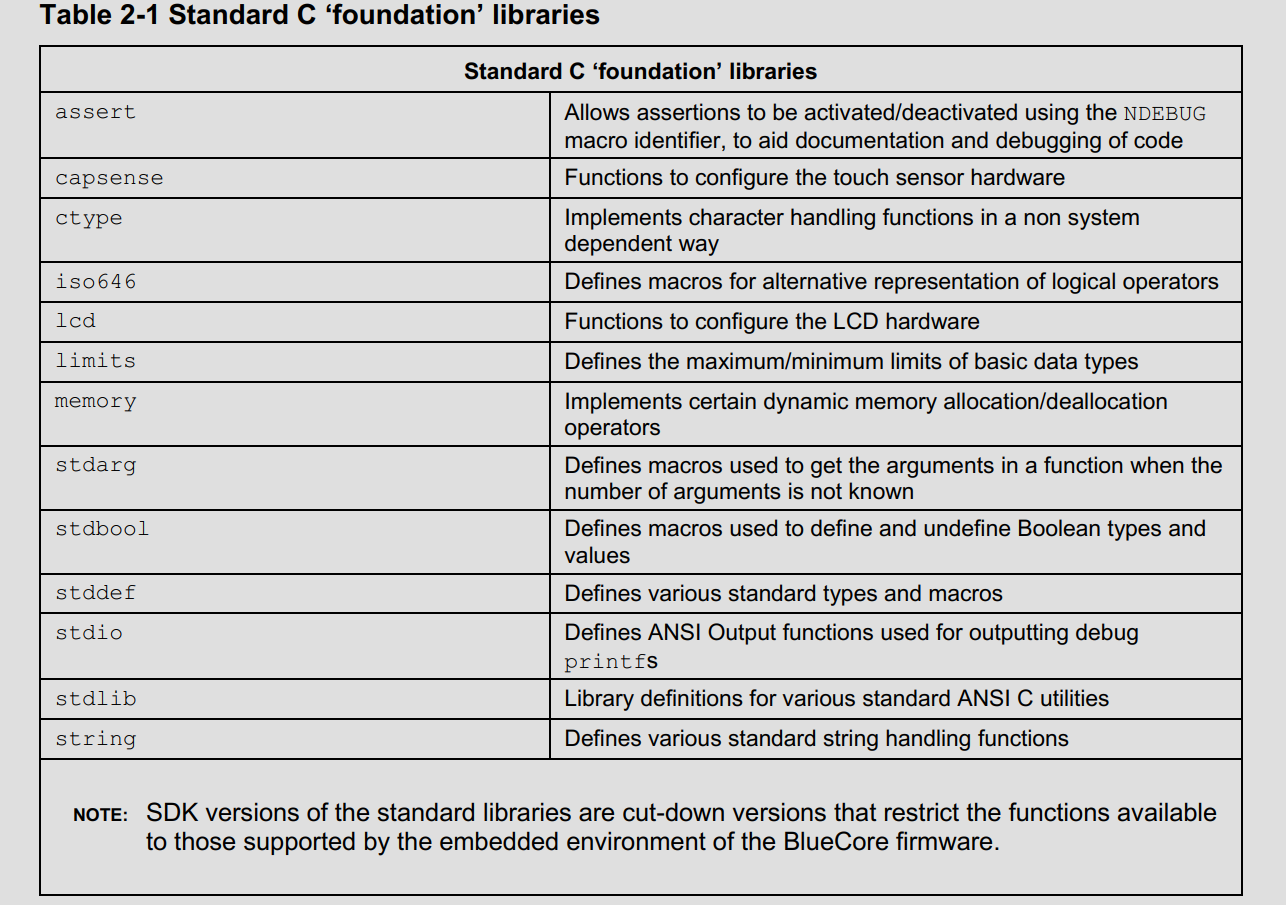 Table 2-1 Standard C ‘foundation’ libraries
Standard C ‘foundation’ libraries
assert
Allows assertions to be activated/deactivated using the NDEBUG
macro identifier, to aid documentation and debugging of code
capsense
Functions to configure the touch sensor hardware
ctype
Implements character handling functions in a non system
dependent way
iso646
Defines macros for alternative representation of logical operators
lcd
Functions to configure the LCD hardware
limits
Defines the maximum/minimum limits of basic data types
memory
Implements certain dynamic memory allocation/deallocation
operators
stdarg
Defines macros used to get the arguments in a function when the
number of arguments is not known
stdbool
Defines macros used to define and undefine Boolean types and
values
stddef
Defines various standard types and macros
stdio
Defines ANSI Output functions used for outputting debug
printfs
stdlib
Library definitions for various standard ANSI C utilities
string
Defines various standard string handling functions
NOTE: SDK versions of the standard libraries are cut-down versions that restrict the functions available
to those supported by the embedded environment of the BlueCore firmware.